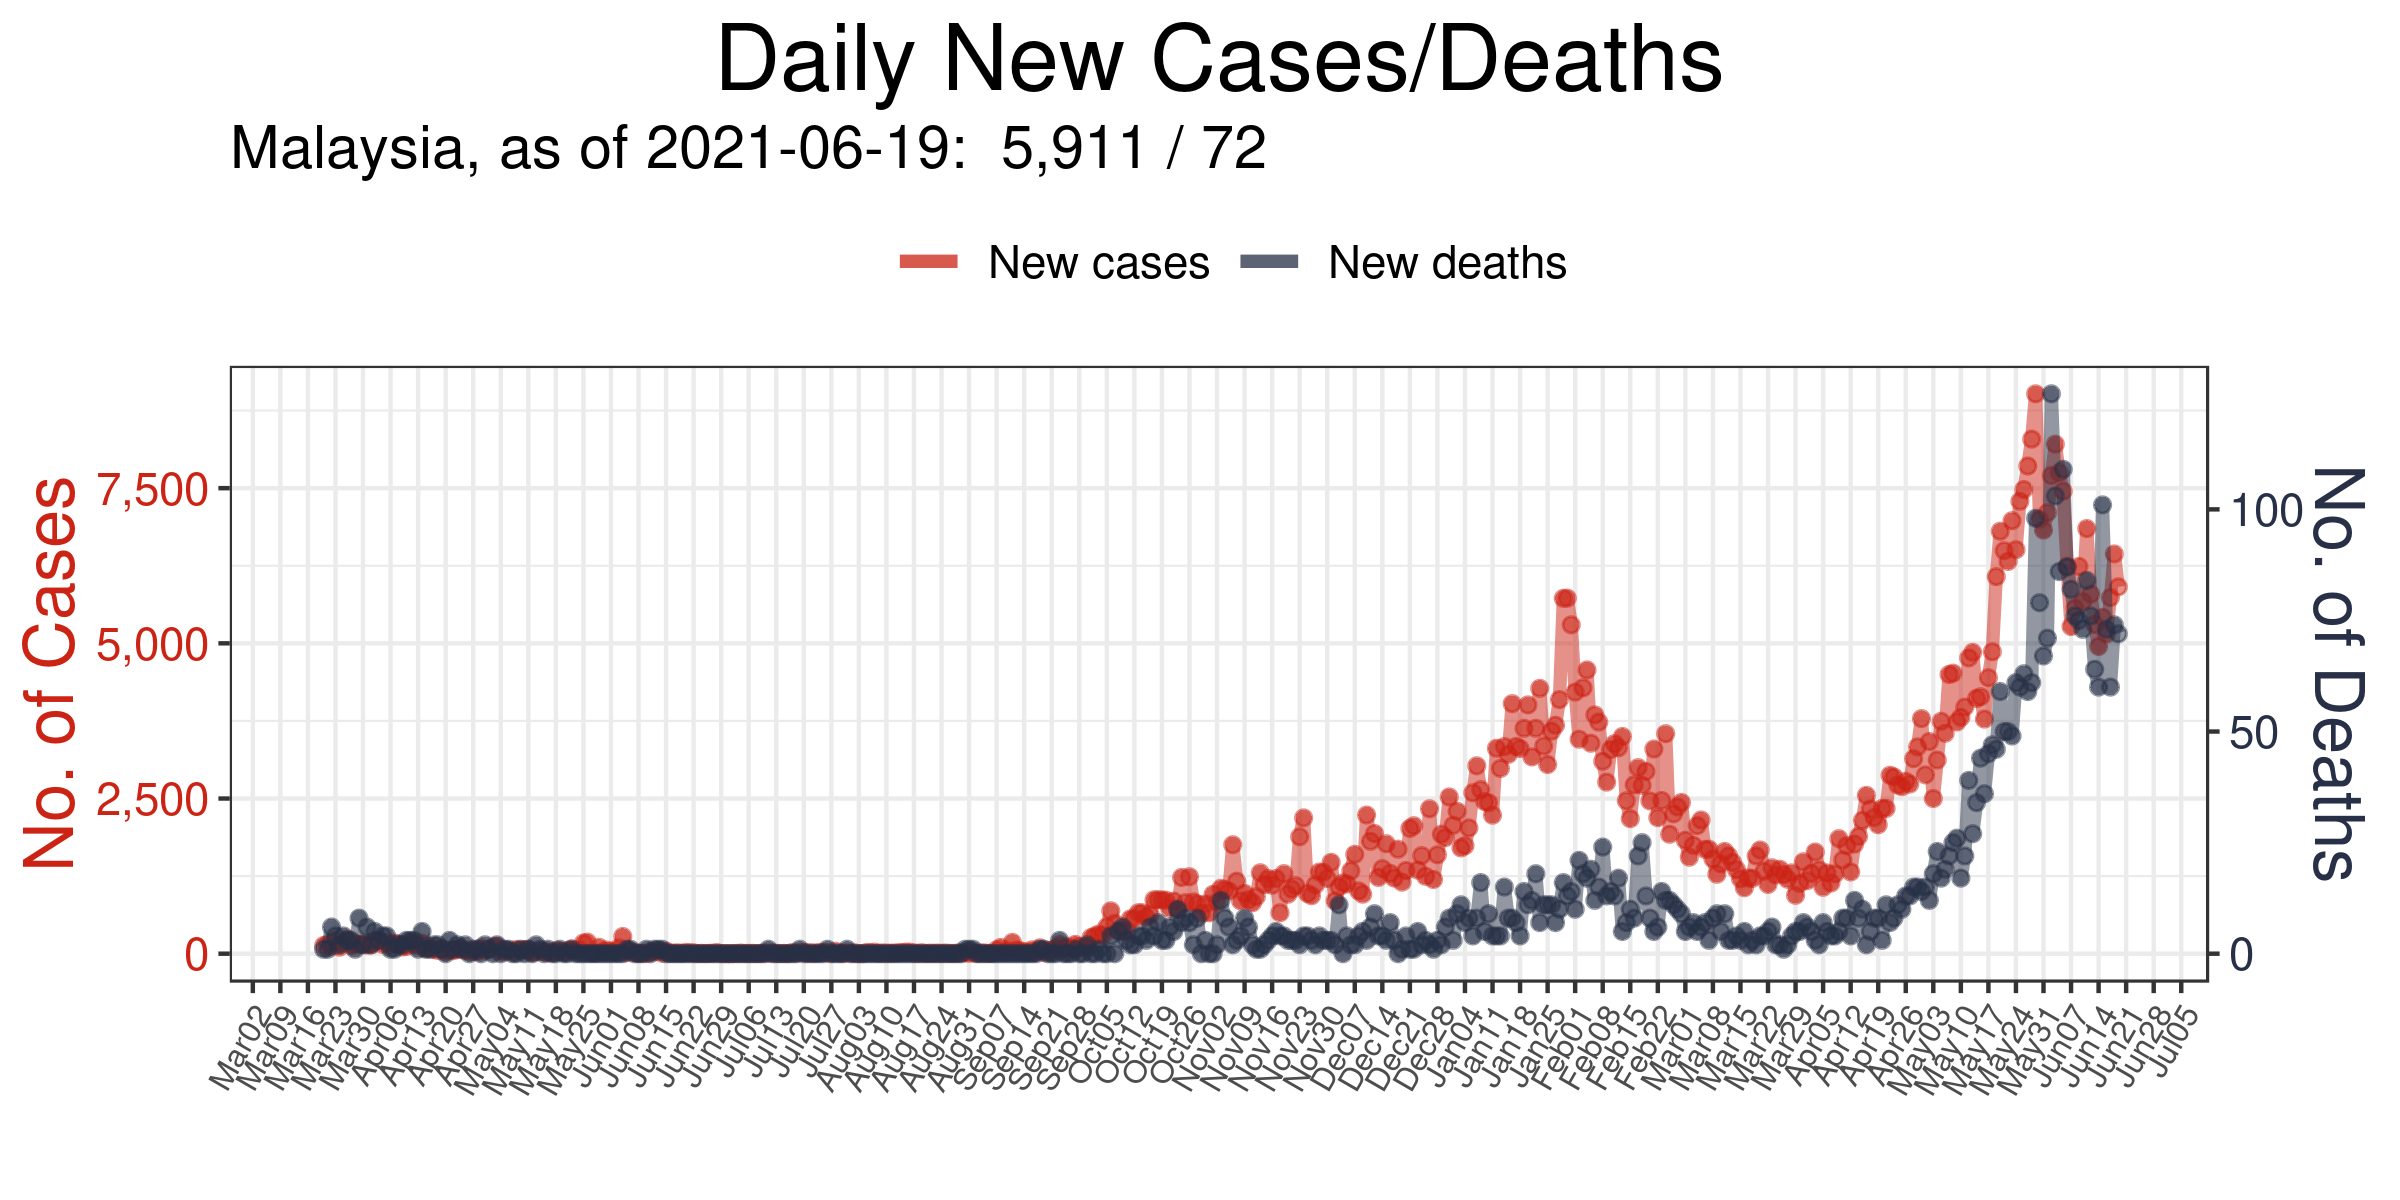 Daily New Cases/Deaths
Malaysia, as of 2021-06-19:  5,911 / 72
New cases
New deaths
No. of Cases
7,500
5,000
2,500
0
100
50
0
No. of Deaths
Mar02
Mar09
Mar16
Mar23
Mar30
Apr06
Apr13
Apr20
Apr27
May04
May11
May18
May25
Jun01
Jun08
Jun15
Jun22
Jun29
Jul06
Jul13
Jul20
Jul27
Aug03
Aug10
Aug17
Aug24
Aug31
Sep07
Sep14
Sep21
Sep28
Oct05
Oct12
Oct19
Oct26
Nov02
Nov09
Nov16
Nov23
Nov30
Dec07
Dec14
Dec21
Dec28
Jan04
Jan11
Jan18
Jan25
Feb01
Feb08
Feb15
Feb22
Mar01
Mar08
Mar15
Mar22
Mar29
Apr05
Apr12
Apr19
Apr26
May03
May10
May17
May24
May31
Jun07
Jun14
Jun21
Jun28
Jul05